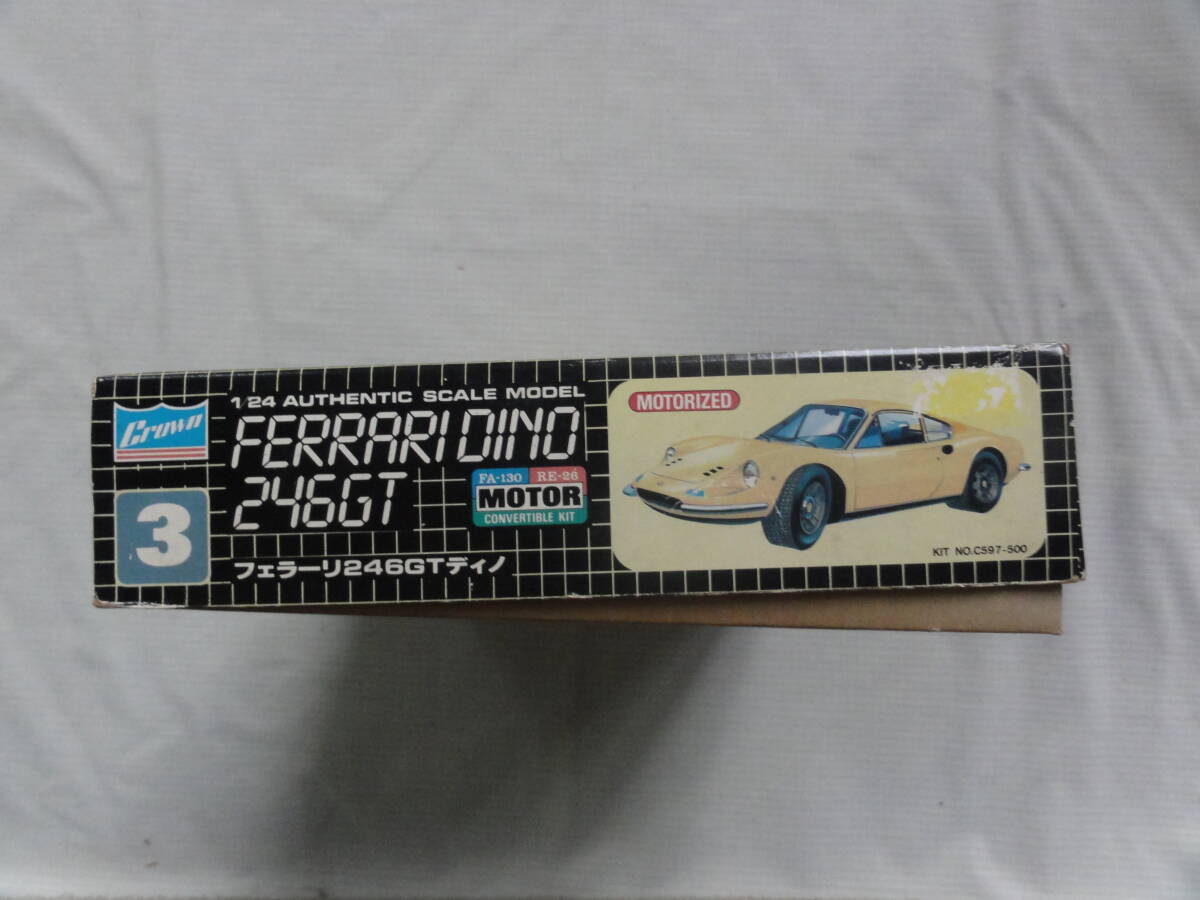 Crown
3
1/24 AUTHENTIC SCALE MODEL
FERRARI DINO
246GT
FA-130 RE-26
MOTOR
CONVERTIBLE KIT
フェラーリ246GTディノ
MOTORIZED
KIT NO.C597-500